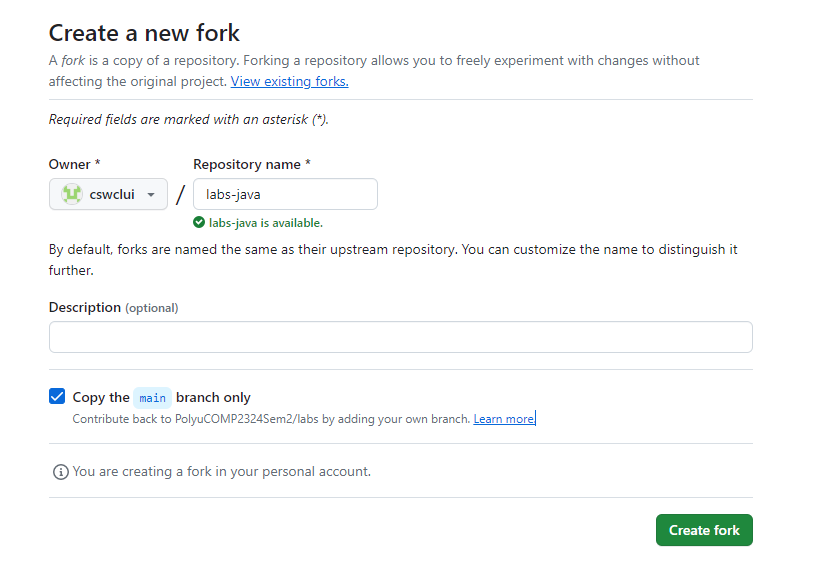 Create a new fork
A fork is a copy of a repository. Forking a repository allows you to freely experiment with changes without
affecting the original project. View existing forks.
Required fields are marked with an asterisk (*).
Owner * Repository name *
cswclui / labs-java
labs-java is available.
By default, forks are named the same as their upstream repository. You can customize the name to distinguish it
further.
Description (optional)
Copy the main branch only
Contribute back to PolyuCOMP2324Sem2/labs by adding your own branch. Learn more.
You are creating a fork in your personal account.
Create fork